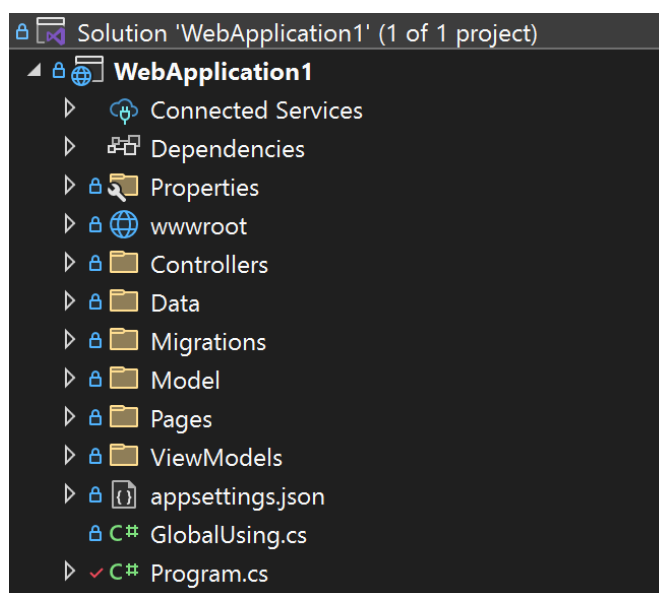 Solution 'WebApplication1' (1 of 1 project)
WebApplication1
Connected Services
Dependencies
Properties
wwwroot
Controllers
Data
Migrations
Model
Pages
ViewModels
appsettings.json
C# GlobalUsing.cs
C# Program.cs